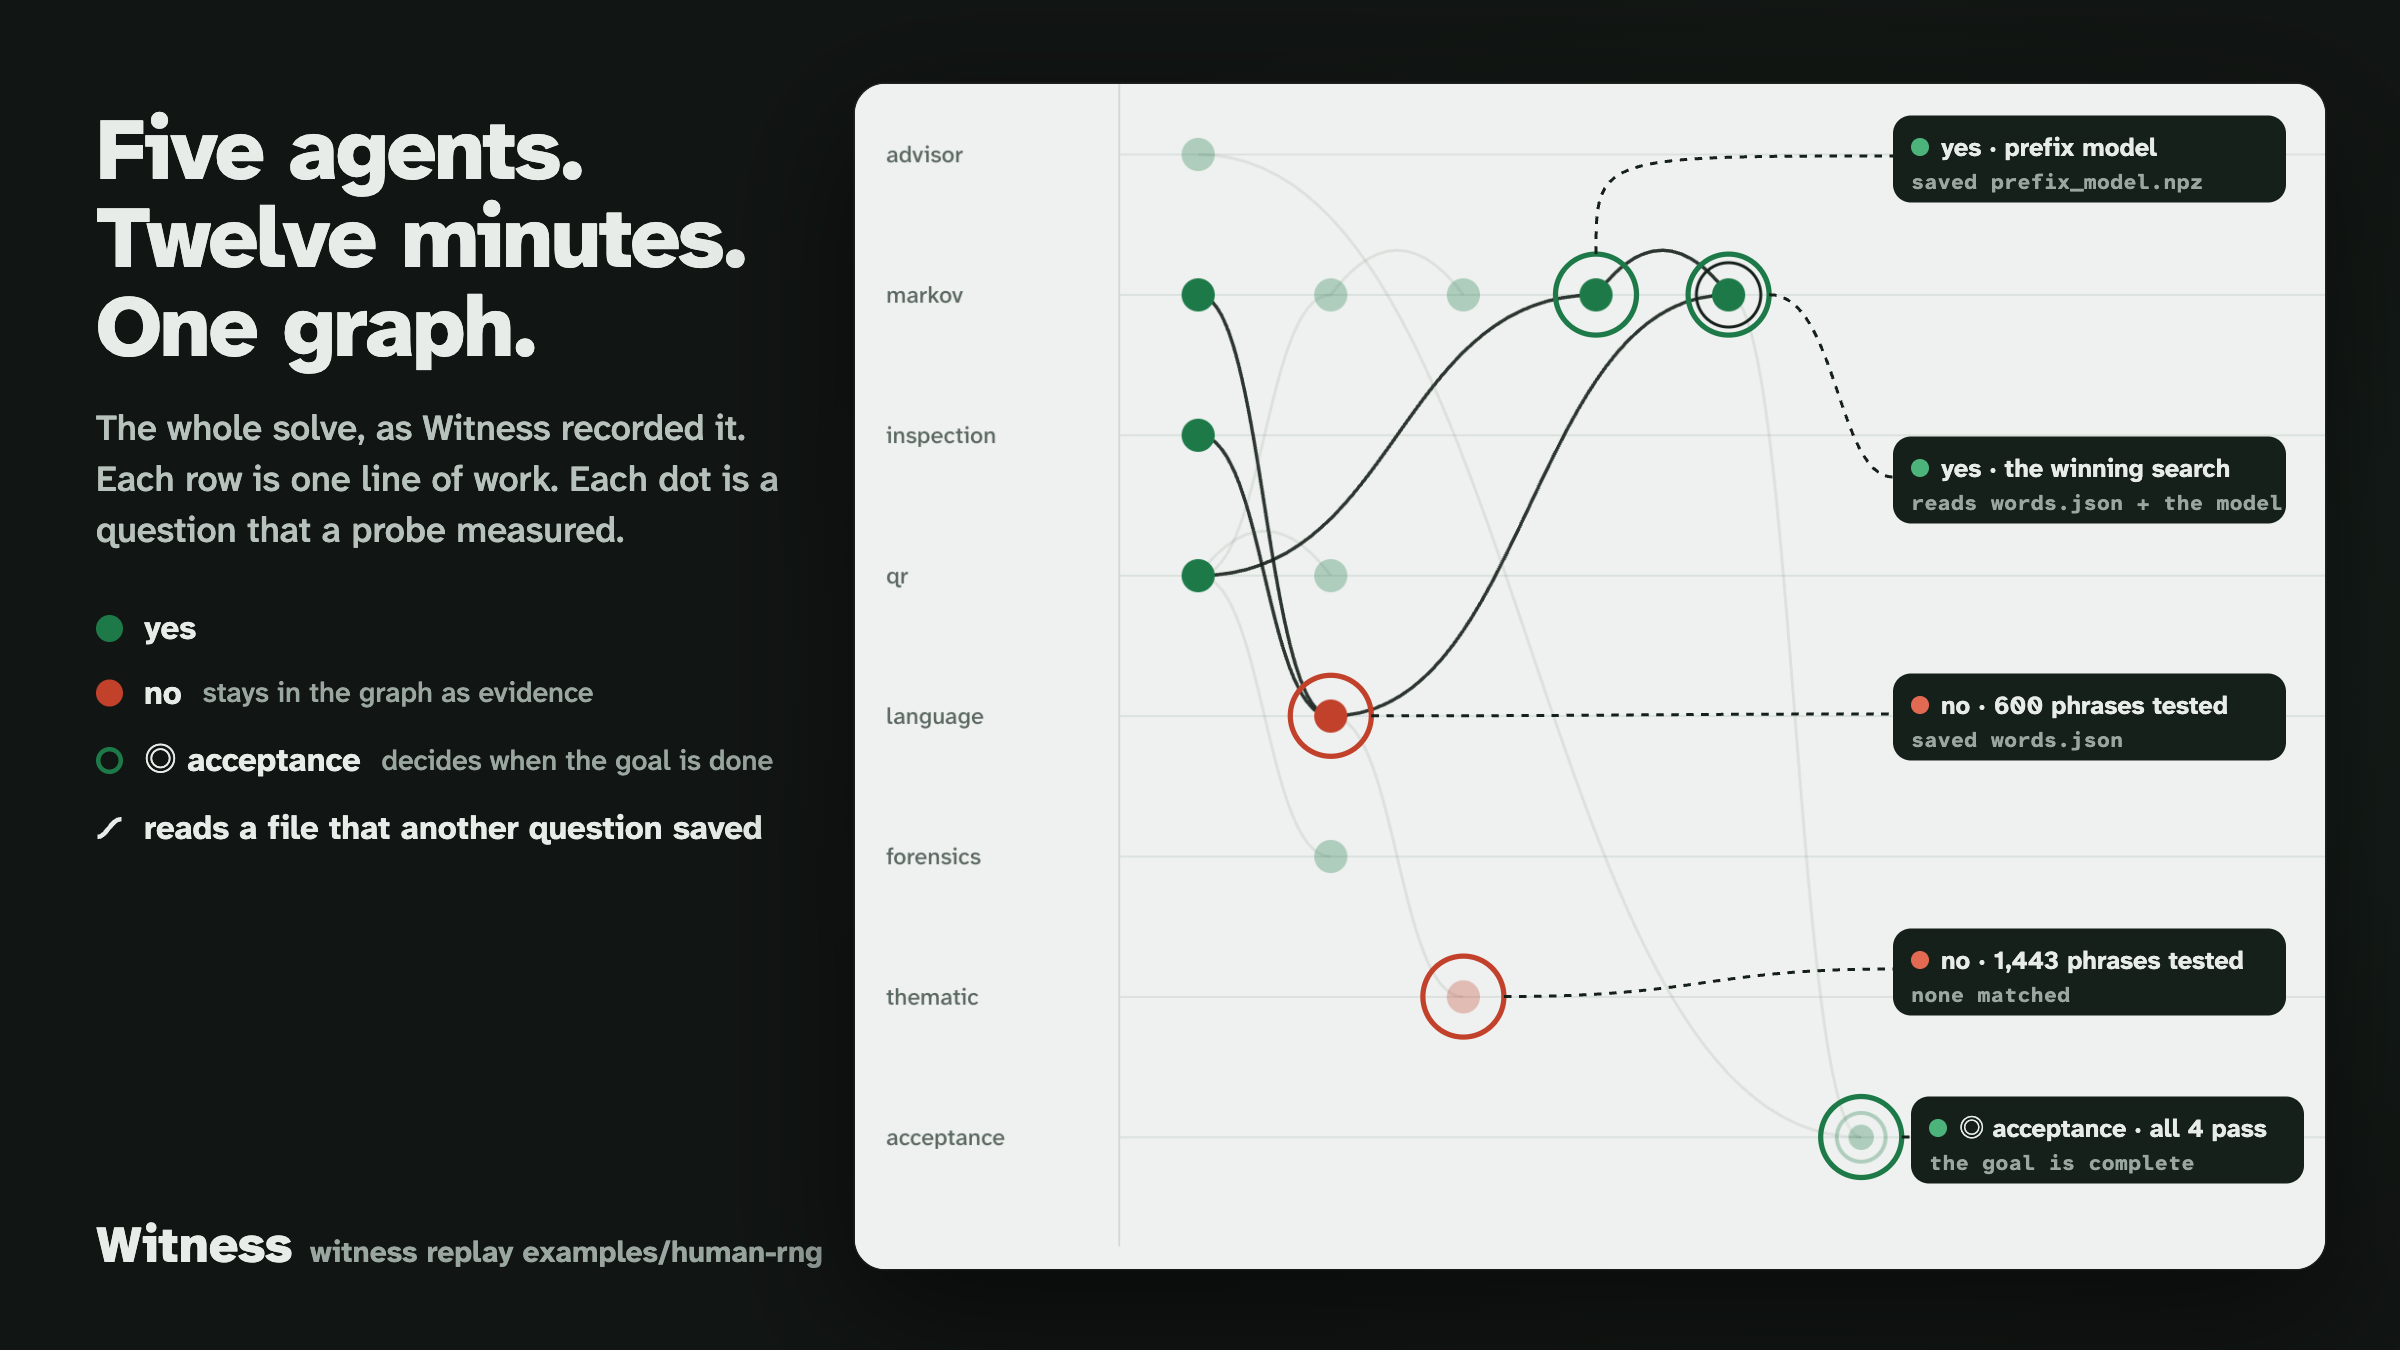 Five agents.
Twelve minutes.
One graph.
The whole solve, as Witness recorded it.
Each row is one line of work. Each dot is a
question that a probe measured.
yes
no stays in the graph as evidence
◎ acceptance decides when the goal is done
reads a file that another question saved
Witness witness replay examples/human-rng
advisor
markov
inspection
qr
language
forensics
thematic
acceptance
yes · prefix model
saved prefix_model.npz
yes · the winning search
reads words.json + the model
no · 600 phrases tested
saved words.json
no · 1,443 phrases tested
none matched
◎ acceptance · all 4 pass
the goal is complete